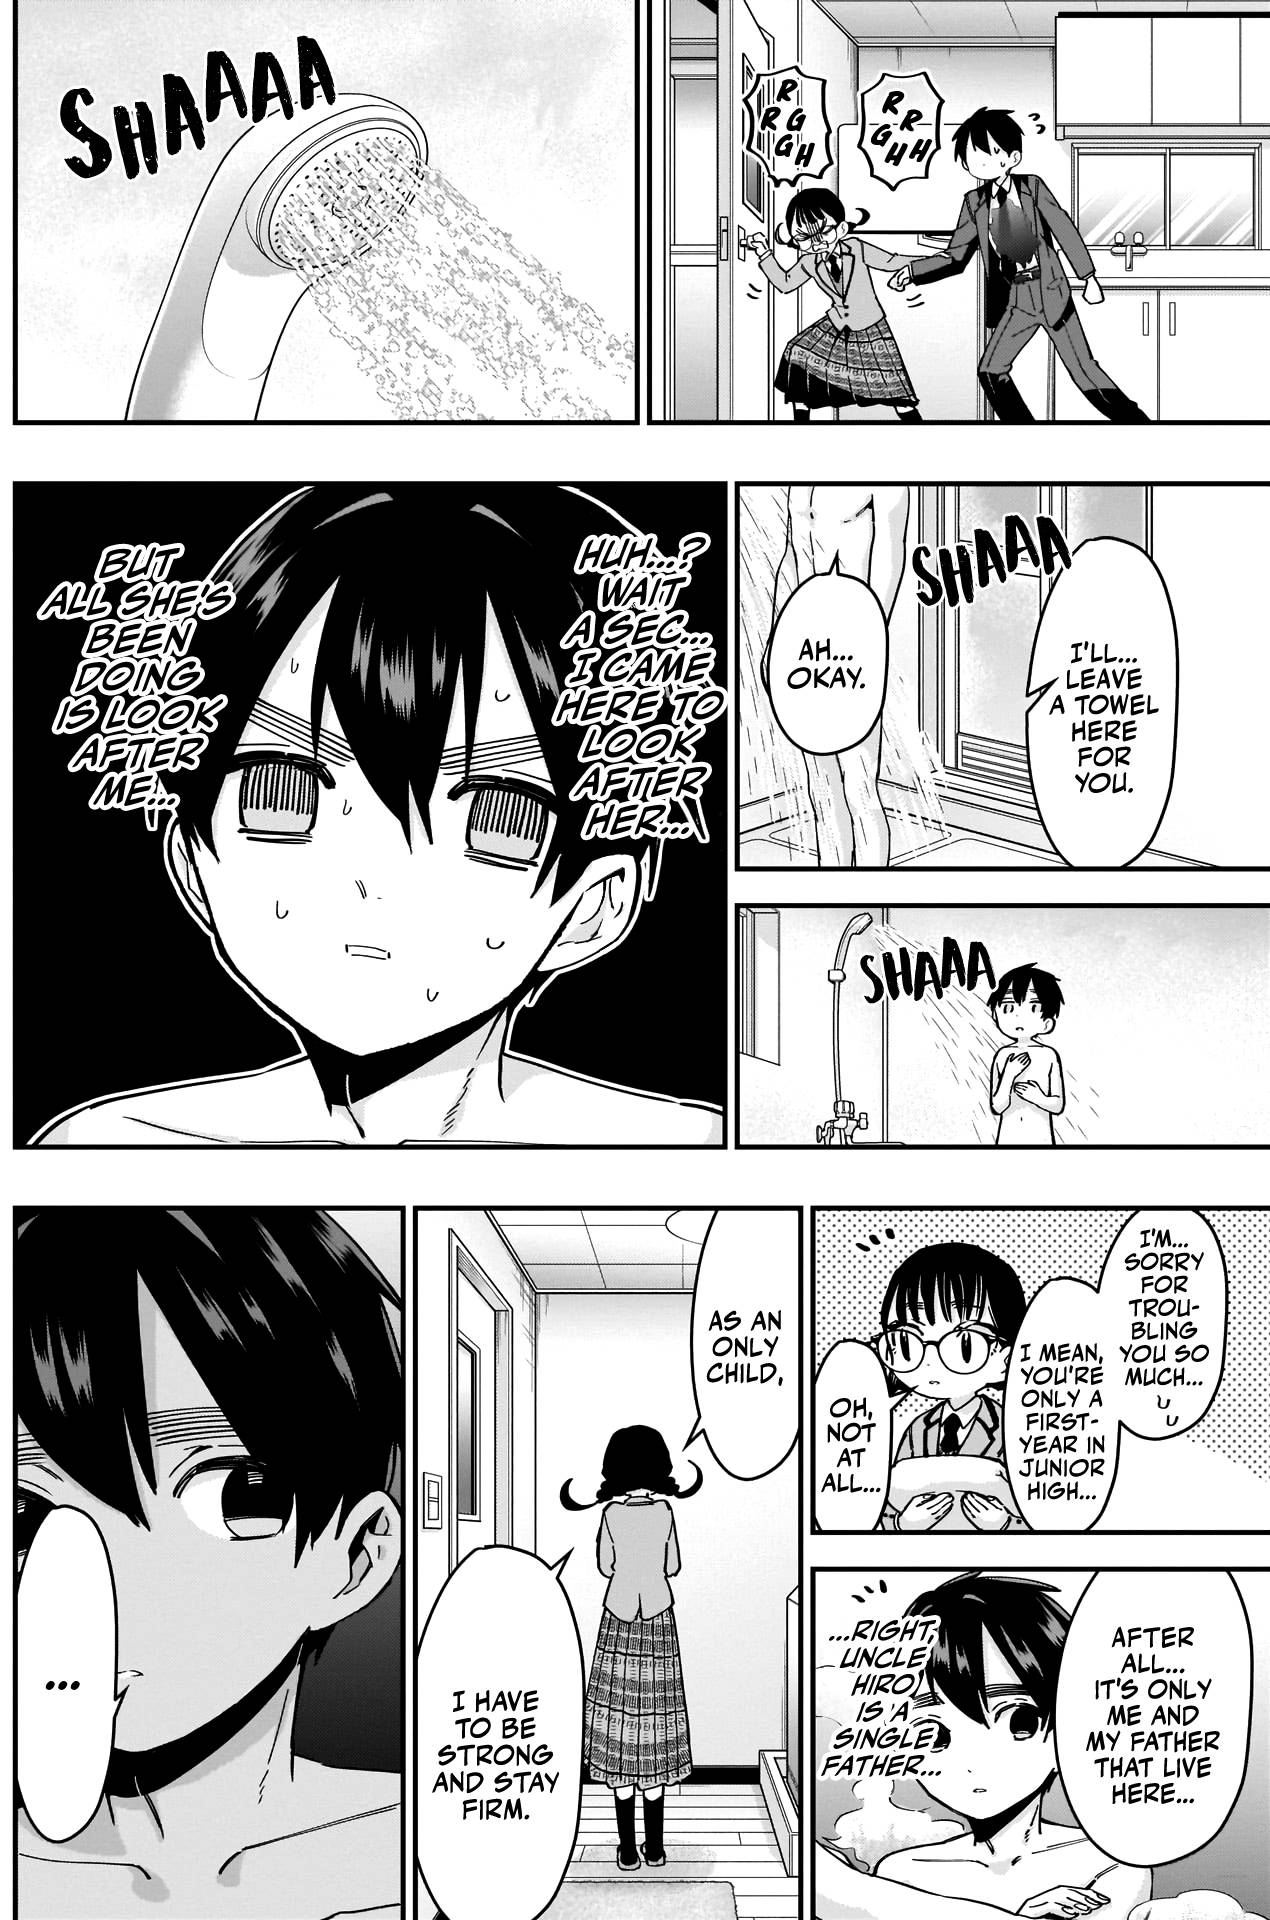 R
R G
G H
R
R
G H
H
SHAAAA
I'LL...
LEAVE
A TOWEL
HERE
FOR
YOU.
SHAAA
AH...
OKAY.
SHAAA
HUH...?
WAIT
A SEC...
I CAME
HERE TO
LOOK
AFTER
HER...
BUT
ALL SHE'S
BEEN
DOING
IS LOOK
AFTER
ME...
I'M...
SORRY
FOR
TROU-
BLING
YOU SO
MUCH...
I MEAN,
YOU'RE
ONLY A
FIRST-
YEAR IN
JUNIOR
HIGH...
OH,
NOT
AT
ALL...
AFTER
ALL...
IT'S ONLY
ME AND
MY FATHER
THAT LIVE
HERE...
...RIGHT,
UNCLE
HIRO
IS A
SINGLE
FATHER...
AS AN
ONLY
CHILD,
I HAVE
TO BE
STRONG
AND STAY
FIRM.
...